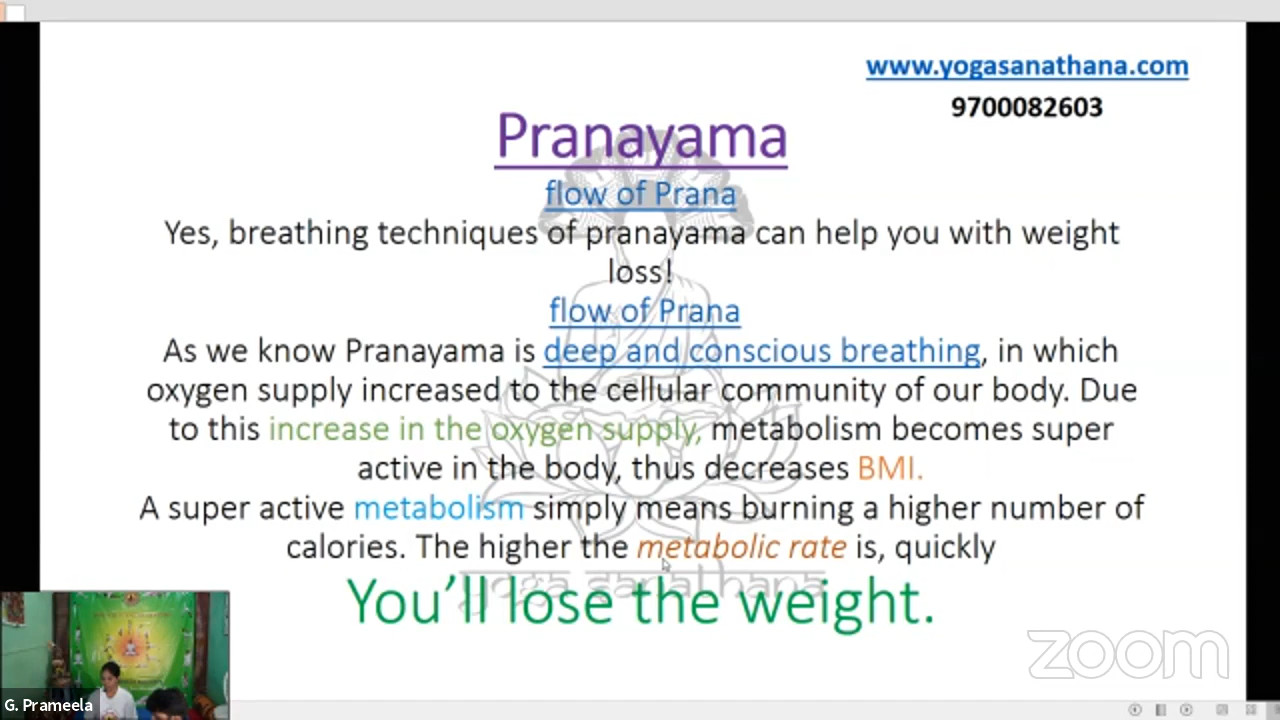 www.yogasanathana.com
9700082603
Pranayama
flow of Prana
Yes, breathing techniques of pranayama can help you with weight
loss!
flow of Prana
As we know Pranayama is deep and conscious breathing, in which
oxygen supply increased to the cellular community of our body. Due
to this increase in the oxygen supply, metabolism becomes super
active in the body, thus decreases BMI.
A super active metabolism simply means burning a higher number of
calories. The higher the metabolic rate is, quickly
yoga sanathana
You'll lose the weight.
zoom
G. Prameela